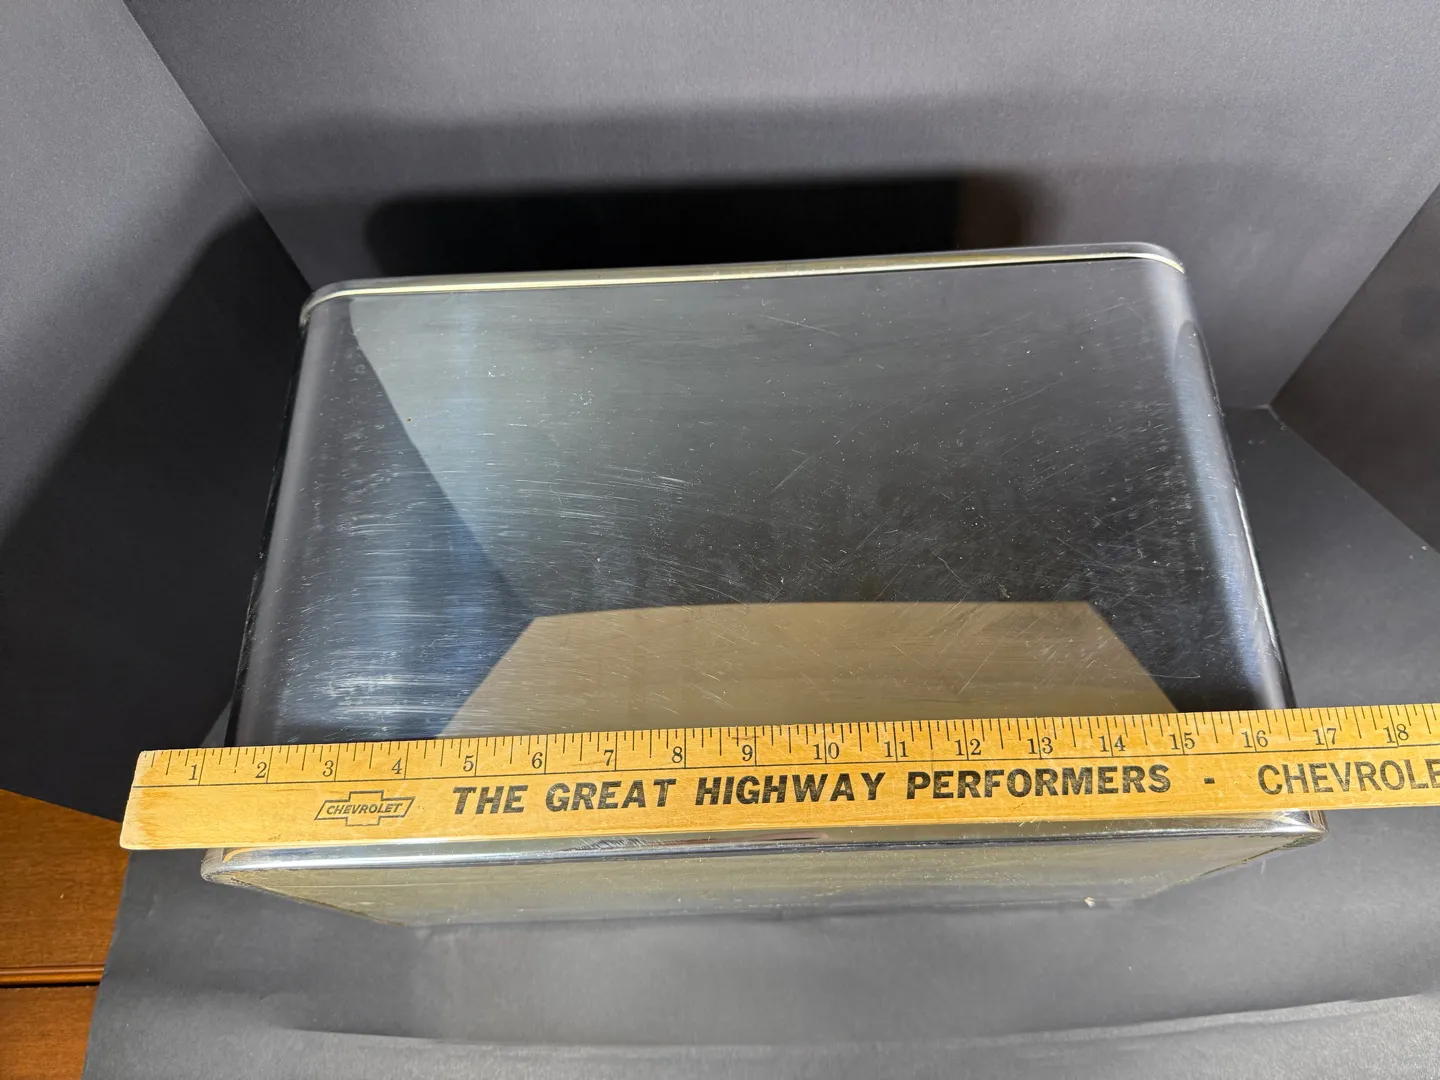 1 2 3 4 5 6 7 8 9 10 11 12 13 14 15 16 17 18
CHEVROLET THE GREAT HIGHWAY PERFORMERS - CHEVROLE